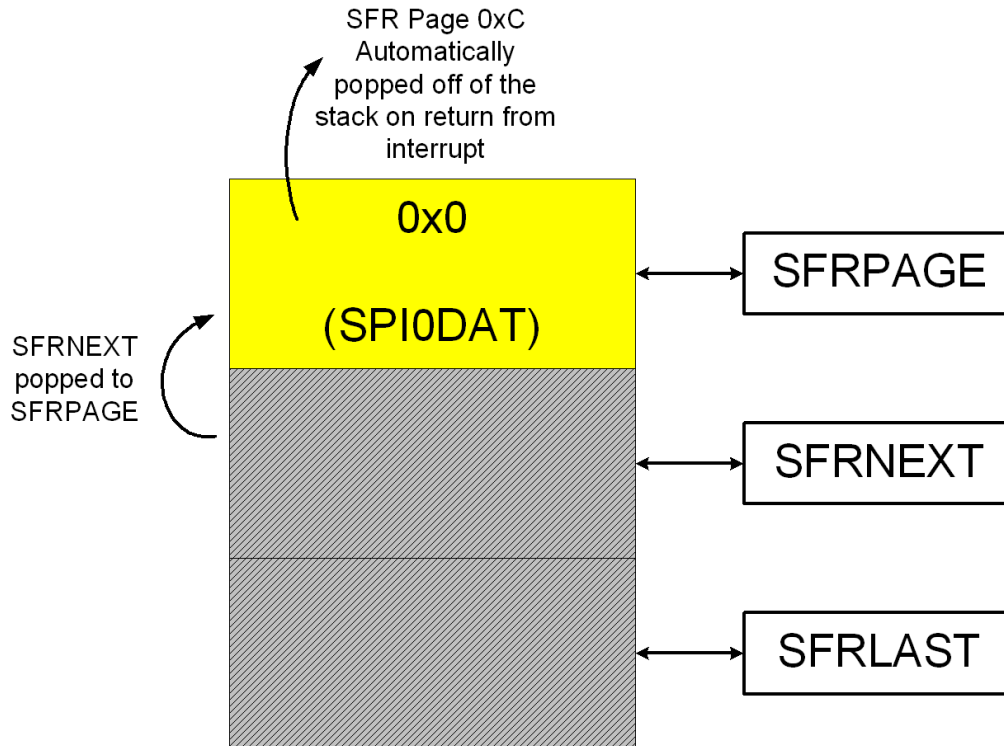 SFR Page 0xC
Automatically
popped off of the
stack on return from
interrupt
0x0
(SPI0DAT)
SFRPAGE
SFRNEXT
popped to
SFRPAGE
SFRNEXT
SFRLAST